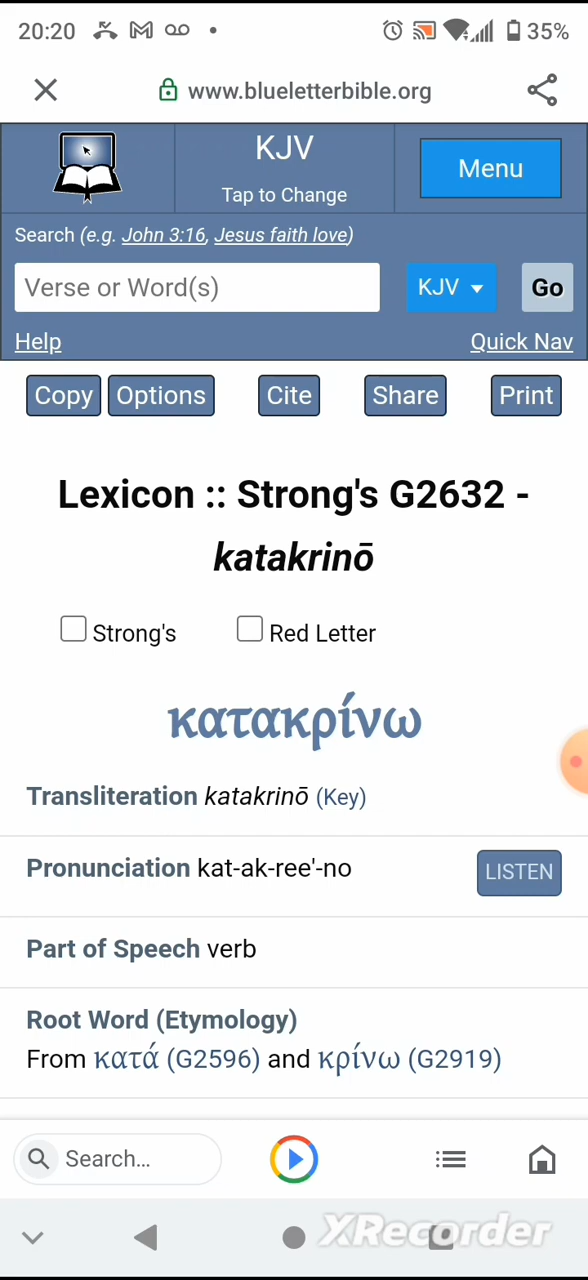 20:20 35%
www.blueletterbible.org
KJV
Tap to Change
Menu
Search (e.g. John 3:16, Jesus faith love)
Verse or Word(s) KJV Go
Help Quick Nav
Copy Options Cite Share Print
Lexicon :: Strong's G2632 -
katakrinō
Strong's Red Letter
κατακρίνω
Transliteration katakrinō (Key)
Pronunciation kat-ak-ree'-no LISTEN
Part of Speech verb
Root Word (Etymology)
From κατά (G2596) and κρίνω (G2919)
Search...
XRecorder